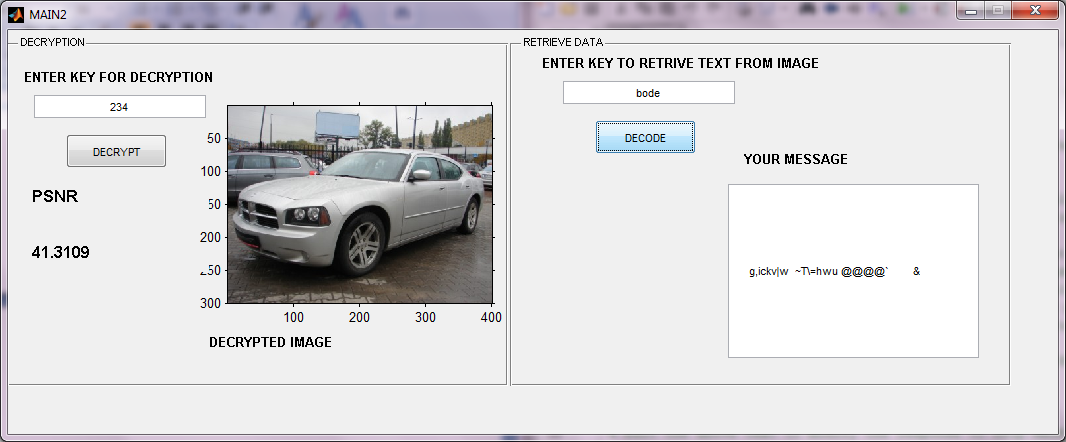 MAIN2
DECRYPTION
ENTER KEY FOR DECRYPTION
234
DECRYPT
PSNR
41.3109
50
100
50
200
250
300
100 200 300 400
DECRYPTED IMAGE
RETRIEVE DATA
ENTER KEY TO RETRIVE TEXT FROM IMAGE
bode
DECODE
YOUR MESSAGE
g,ickv|w ~T\=hwu @@@@` &